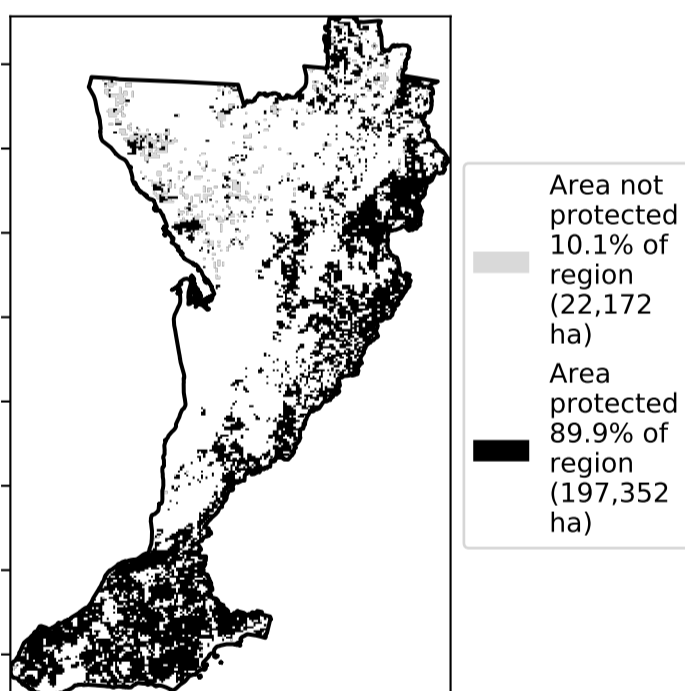 Area not
protected
10.1% of
region
(22,172
ha)
Area
protected
89.9% of
region
(197,352
ha)